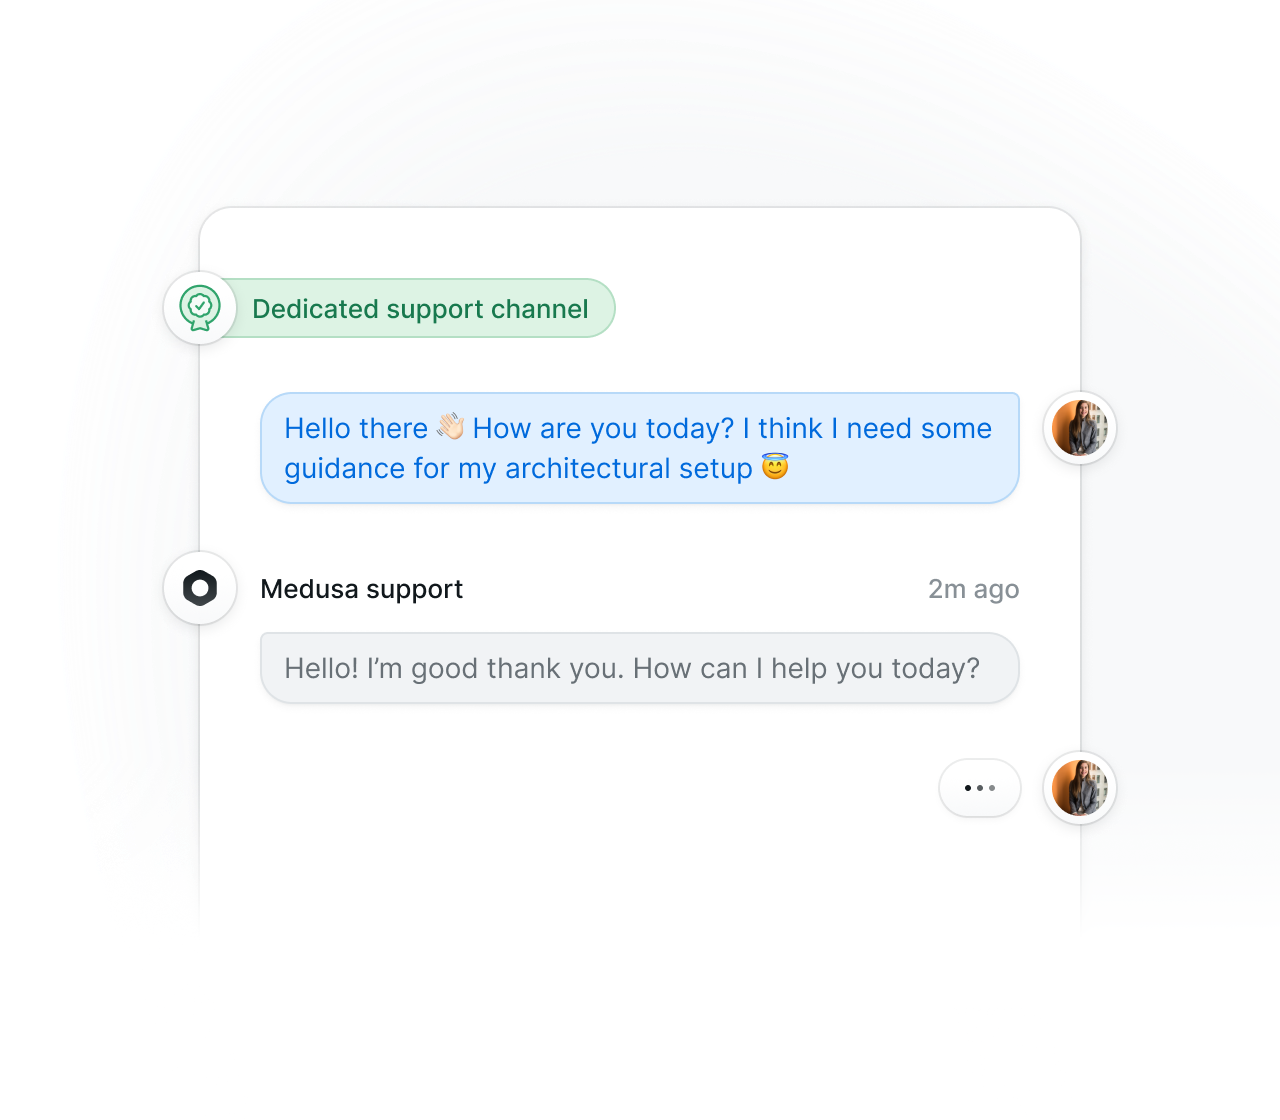 Dedicated support channel
Hello there 👋🏻 How are you today? I think I need some
guidance for my architectural setup 😇
Medusa support
2m ago
Hello! I’m good thank you. How can I help you today?